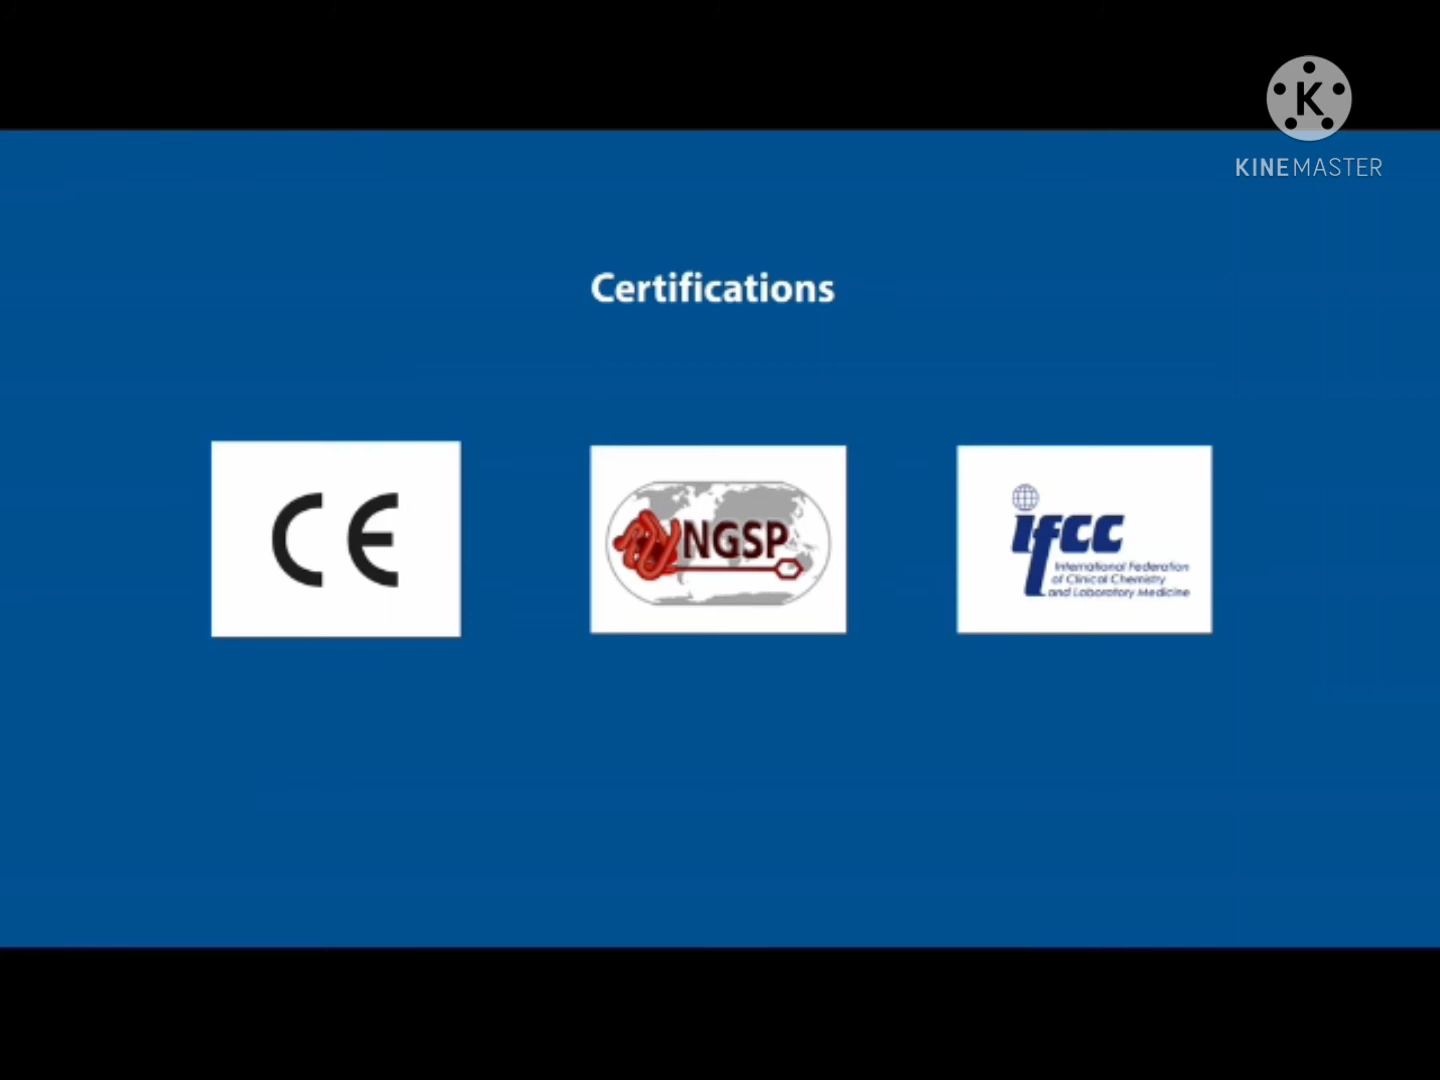 KINEMASTER
Certifications
CE
NGSP
ifcc
International Federation
of Clinical Chemistry
and Laboratory Medicine